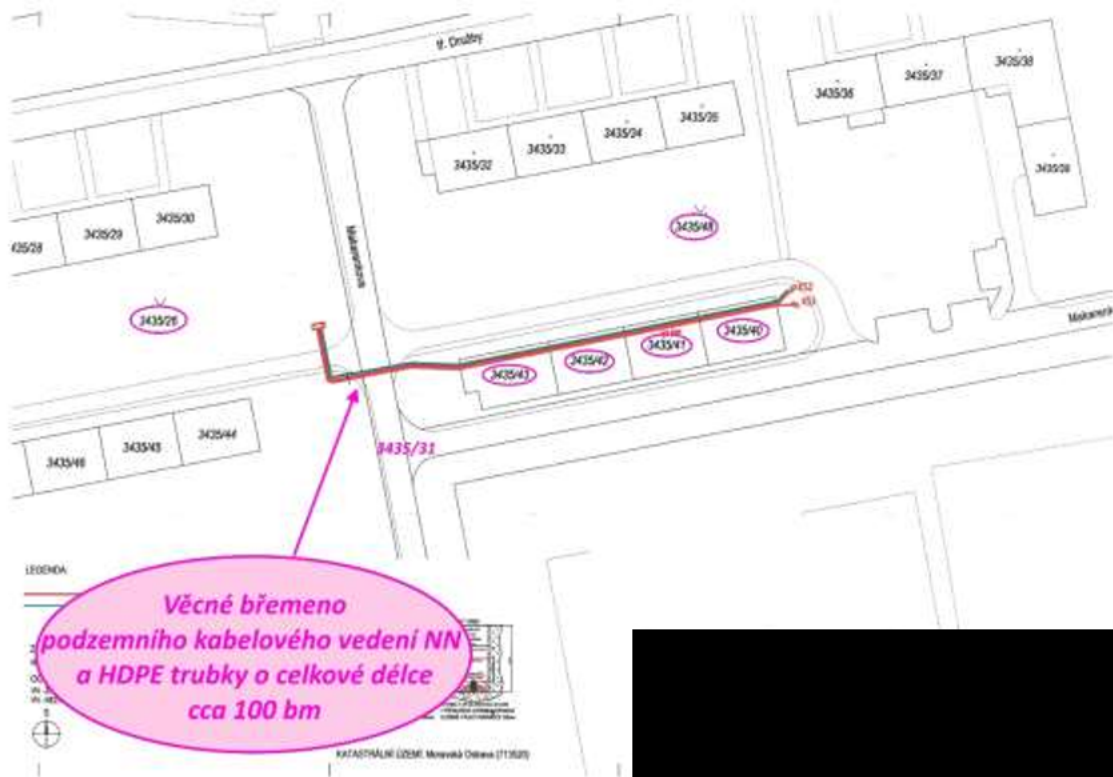 tř. Družby
3435/36
3435/37
3435/38
3435/32
3435/33
3435/34
3435/35
3435/39
3435/28
3435/29
3435/30
Makarenkova
3435/48
3435/26
3435/43
3435/42
3435/41
3435/40
3435/46
3435/45
3435/44
3435/31
LEGENDA:
Věcné břemeno
podzemního kabelového vedení NN
a HDPE trubky o celkové délce
cca 100 bm
KATASTRÁLNÍ ÚZEMÍ: Moravská Ostrava (713520)